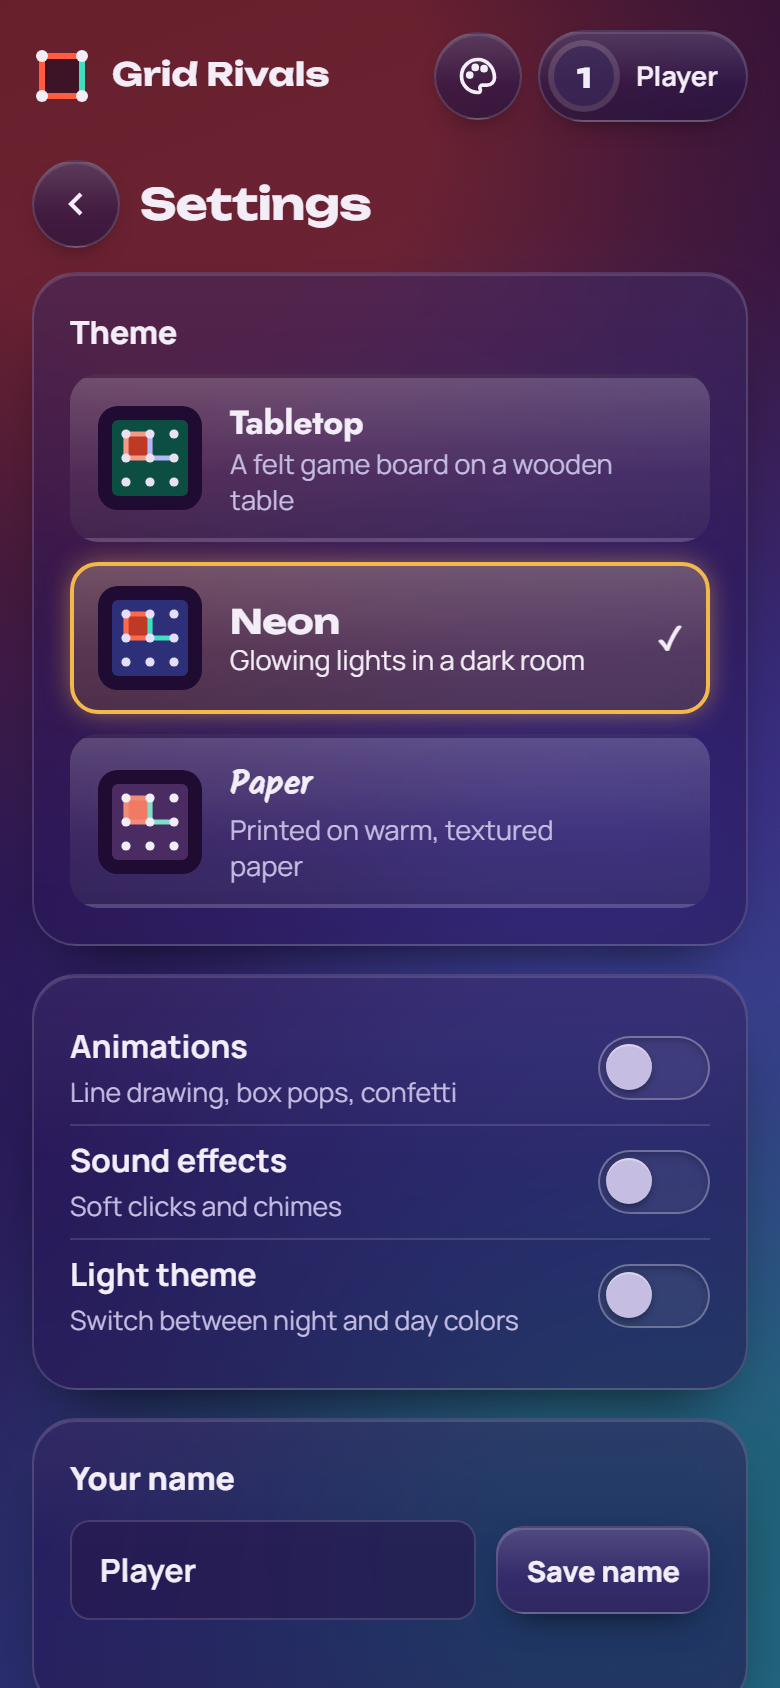 Grid Rivals
1
Player
Settings
Theme
Tabletop
A felt game board on a wooden
table
Neon
Glowing lights in a dark room
Paper
Printed on warm, textured
paper
Animations
Line drawing, box pops, confetti
Sound effects
Soft clicks and chimes
Light theme
Switch between night and day colors
Your name
Player
Save name